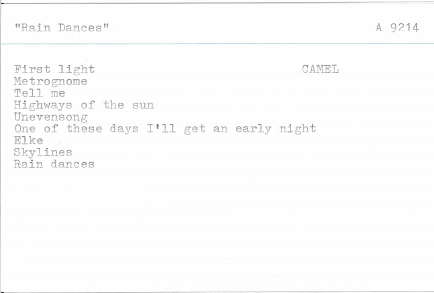 "Rain Dances" A 9214
First light CAMEL
Metrognome
Tell me
Highways of the sun
Unevensong
One of these days I'll get an early night
Elke
Skylines
Rain dances